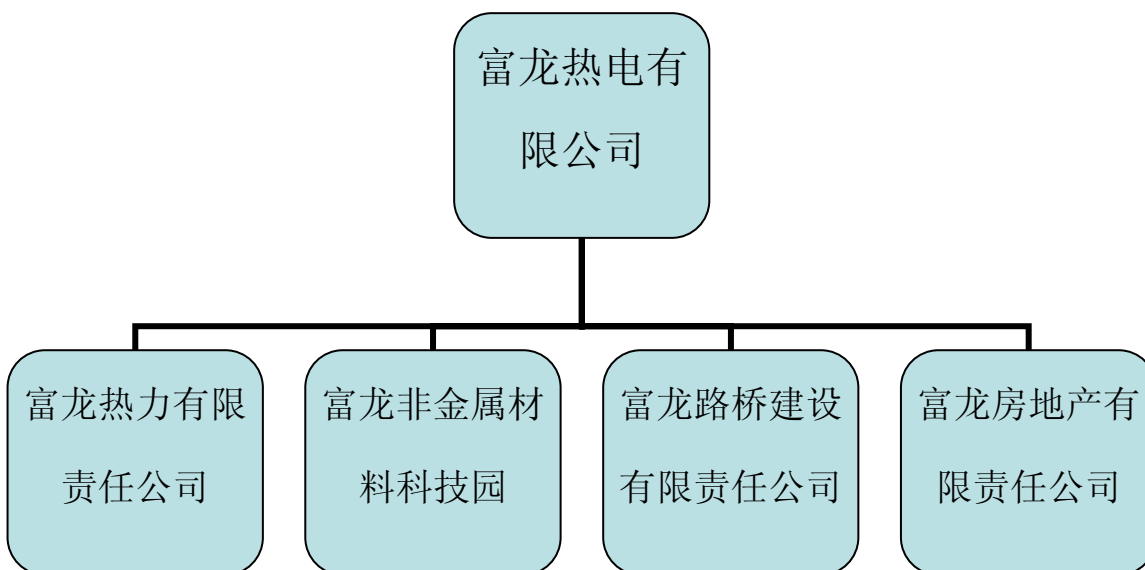 富龙热电有
限公司
富龙热力有限
责任公司
富龙非金属材
料科技园
富龙路桥建设
有限责任公司
富龙房地产有
限责任公司